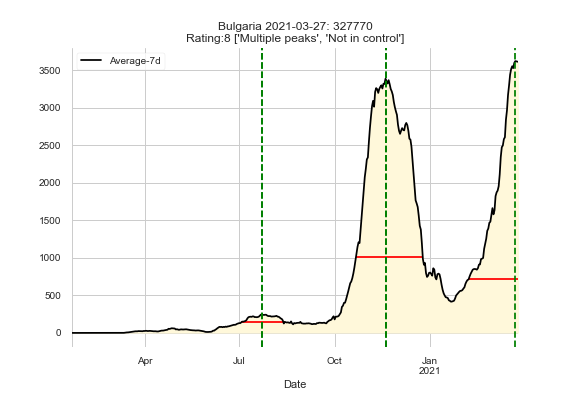 Bulgaria 2021-03-27: 327770
Rating:8 ['Multiple peaks', 'Not in control']
Average-7d
3500
3000
2500
2000
1500
1000
500
0
Apr
Jul
Oct
Jan
2021
Date